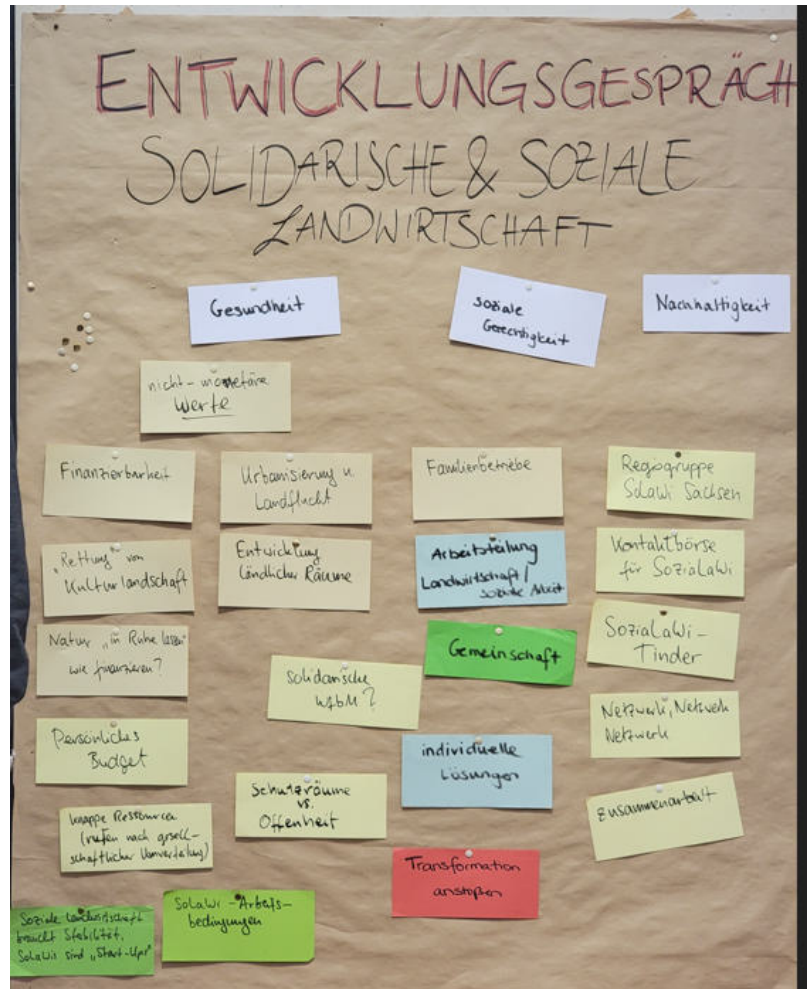 ENTWICKLUNGSGESPRÄCH
SOLIDARISCHE & SOZIALE
LANDWIRTSCHAFT
Gesundheit
soziale
Gerechtigkeit
Nachhaltigkeit
nicht-monetäre
Werte
Finanzierbarkeit
Urbanisierung u.
Landflucht
Familienbetriebe
Regiogruppe
SoLaWi Sachsen
"Rettung" von
Kulturlandschaft
Entwicklung
Ländlicher Räume
Arbeitsteilung
Landwirtschaft/
soziale Arbeit
Kontaktbörse
für SoziaLaWi
Natur "in Ruhe lassen"
wie finanzieren?
Gemeinschaft
SoziaLaWi-
Tinder
Solidarische
WfbM?
Persönliches
Budget
individuelle
Lösungen
Netzwerk, Netzwerk
Netzwerk
Schutzräume
vs.
Offenheit
Zusammenarbeit
knappe Ressourcen
(rufen nach gesell-
schaftlicher Umverteilung)
Transformation
anstoßen
Soziale Landwirtschaft
braucht Stabilität,
SoLaWis sind "Start-Ups"
SoLaWi-Arbeits-
bedingungen